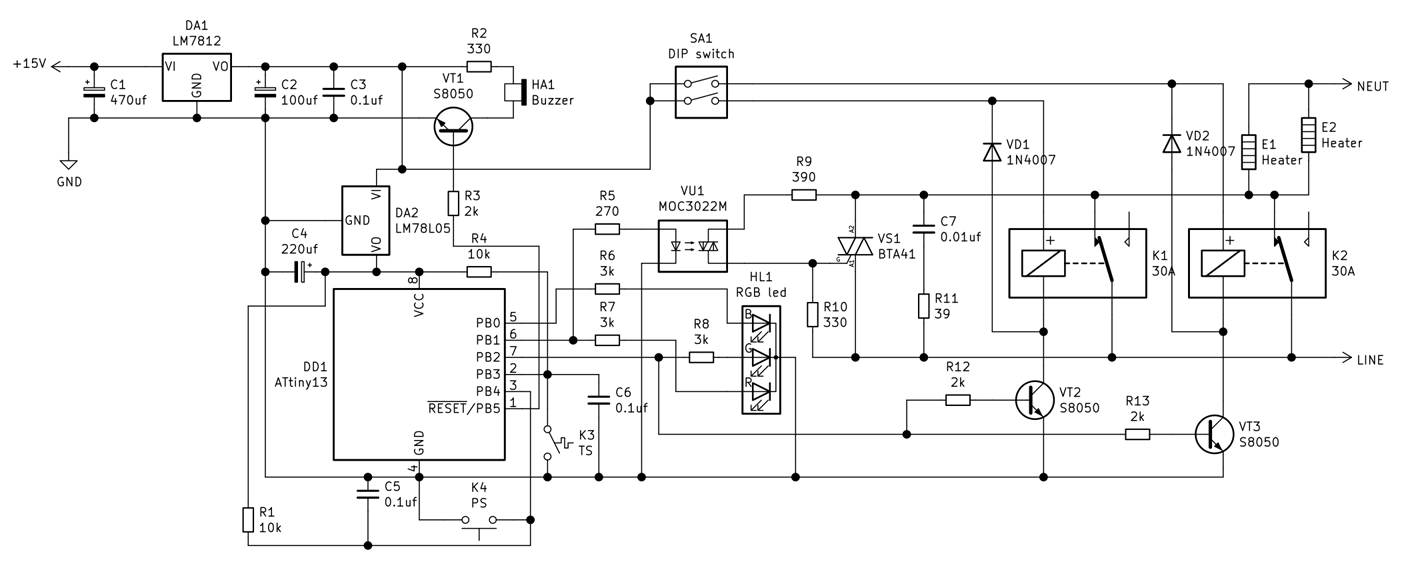 DA1
LM7812
+15V
VI
VO
GND
+
C1
470uf
+
C2
100uf
C3
0.1uf
GND
R2
330
VT1
S8050
HA1
Buzzer
SA1
DIP switch
NEUT
VD1
1N4007
VD2
1N4007
E1
Heater
E2
Heater
VI
GND
VO
DA2
LM78L05
R3
2k
C4
220uf
+
R4
10k
R5
270
R6
3k
R7
3k
R8
3k
VU1
MOC3022M
R9
390
A2
G
A1
VS1
BTA41
C7
0.01uf
R10
330
R11
39
+
K1
30A
+
K2
30A
HL1
RGB led
B
G
R
LINE
8
VCC
DD1
ATtiny13
PB0
5
PB1
6
PB2
7
PB3
2
PB4
3
RESET/PB5
1
GND
4
C6
0.1uf
K3
TS
R12
2k
VT2
S8050
R13
2k
VT3
S8050
C5
0.1uf
K4
PS
R1
10k